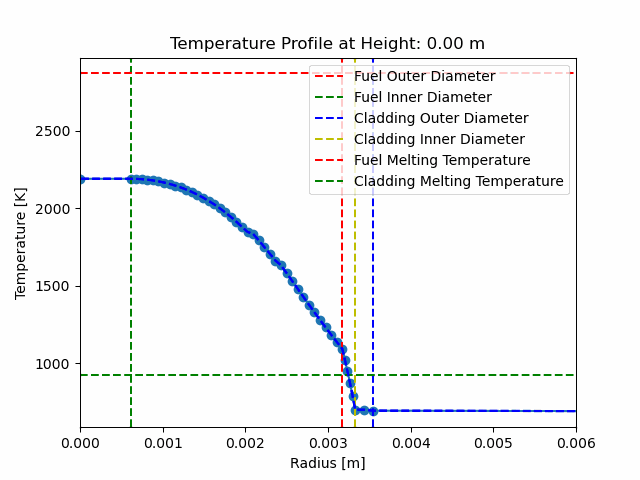 Temperature Profile at Height: 0.00 m
Fuel Outer Diameter
Fuel Inner Diameter
Cladding Outer Diameter
Cladding Inner Diameter
Fuel Melting Temperature
Cladding Melting Temperature
2500
2000
1500
1000
Temperature [K]
0.000 0.001 0.002 0.003 0.004 0.005 0.006
Radius [m]